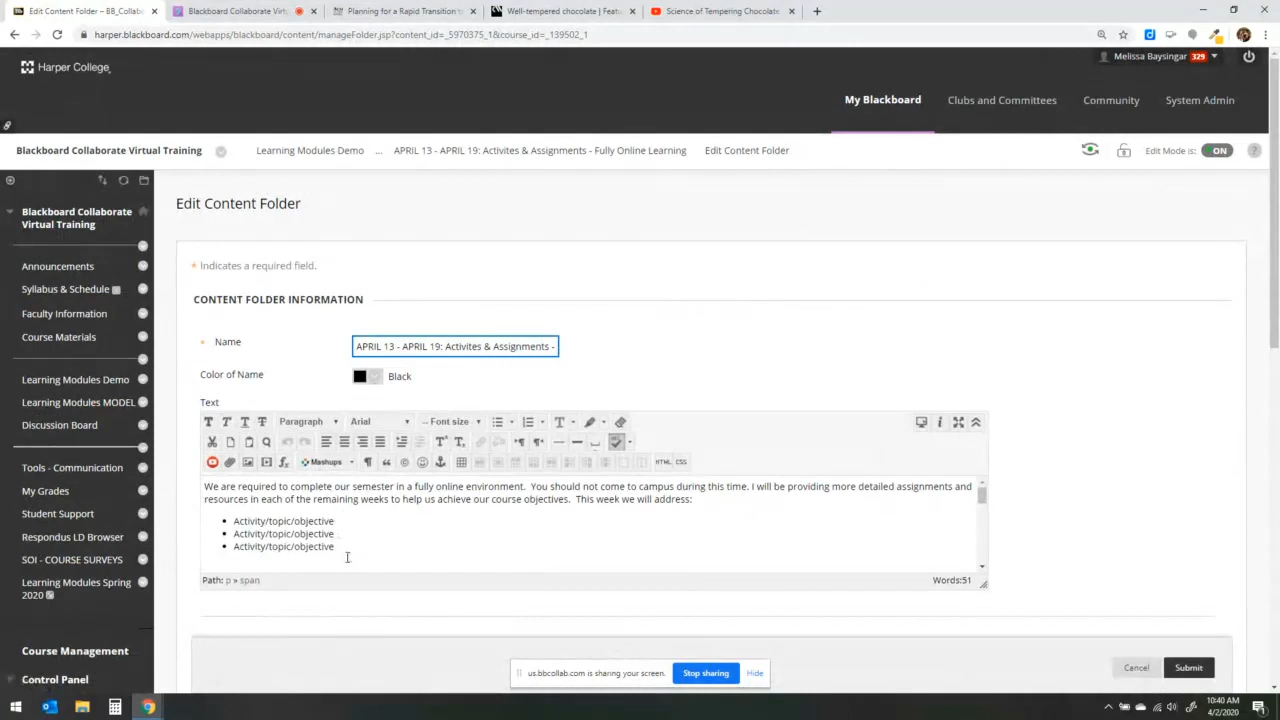 Edit Content Folder – BB_Collab
Blackboard Collaborate Virtual
Planning for a Rapid Transition to
Well-tempered chocolate | Featu
Science of Tempering Chocolate
harper.blackboard.com/webapps/blackboard/content/manageFolder.jsp?content_id=_5970375_1&course_id=_139502_1
Harper College
Melissa Baysingar 329
My Blackboard
Clubs and Committees
Community
System Admin
Blackboard Collaborate Virtual Training
Learning Modules Demo
...
APRIL 13 - APRIL 19: Activites & Assignments - Fully Online Learning
Edit Content Folder
Edit Mode is: ON
?
Blackboard Collaborate
Virtual Training
Announcements
Syllabus & Schedule
Faculty Information
Course Materials
Learning Modules Demo
Learning Modules MODEL
Discussion Board
Tools - Communication
My Grades
Student Support
Respondus LD Browser
SOI - COURSE SURVEYS
Learning Modules Spring
2020
Course Management
Control Panel
Edit Content Folder
* Indicates a required field.
CONTENT FOLDER INFORMATION
* Name
APRIL 13 - APRIL 19: Activites & Assignments -
Color of Name
Black
Text
T T T T Paragraph Arial -- Font size T
Mashups HTML CSS
We are required to complete our semester in a fully online environment. You should not come to campus during this time. I will be providing more detailed assignments and
resources in each of the remaining weeks to help us achieve our course objectives. This week we will address:
• Activity/topic/objective
• Activity/topic/objective
• Activity/topic/objective
Path: p » span
Words:51
Cancel
Submit
us.bbcollab.com is sharing your screen.
Stop sharing
Hide
10:40 AM
4/2/2020